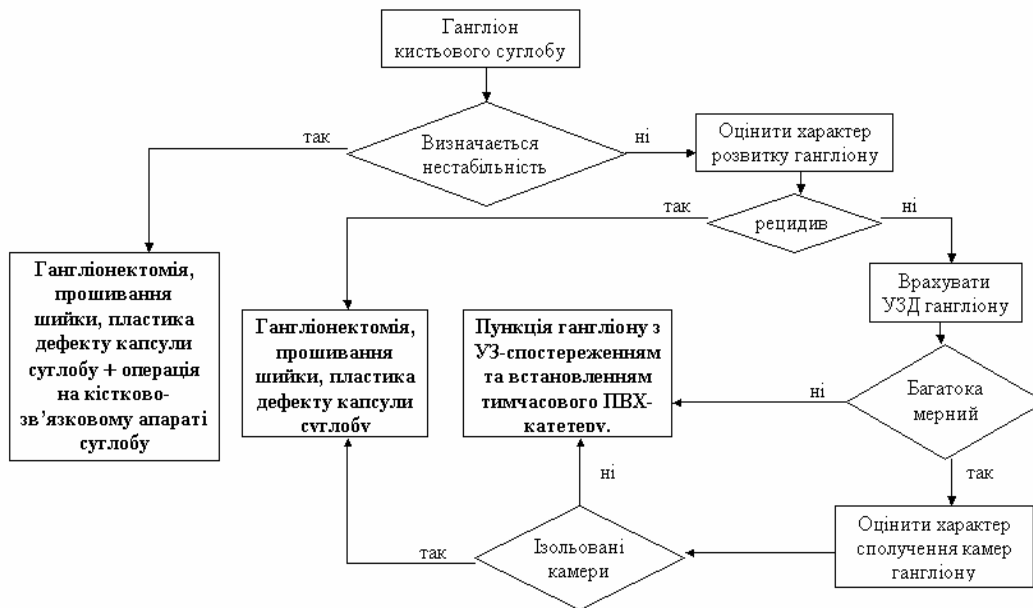 Гангліон
кистьового суглобу
так
Визначається
нестабільність
ні
Оцінити характер
розвитку гангліону
так
рецидив
ні
Гангліонектомія,
прошивання
шийки, пластика
дефекту капсули
суглобу + операція
на кістково-
зв’язковому апараті
суглобу
Гангліонектомія,
прошивання
шийки, пластика
дефекту капсули
суглобу
Пункція гангліону з
УЗ-спостереженням
та встановленням
тимчасового ПВХ-
катетеру.
Врахувати
УЗД гангліону
ні
Багатока
мерний
так
ні
Оцінити характер
сполучення камер
гангліону
так
Ізольовані
камери